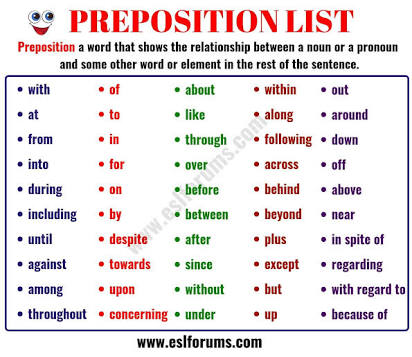 PREPOSITION LIST
Preposition a word that shows the relationship between a noun or a pronoun
and some other word or element in the rest of the sentence.
• with • of • about • within • out
• at • to • like • along • around
• from • in • through • following • down
• into • for • over • across • off
• during • on • before • behind • above
• including • by • between • beyond • near
• until • despite • after • plus • in spite of
• against • towards • since • except • regarding
• among • upon • without • but • with regard to
• throughout • concerning • under • up • because of
www.eslforums.com
www.eslforums.com